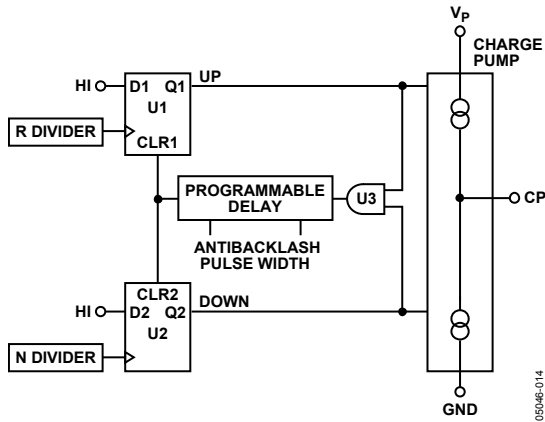 VP
CHARGE
PUMP
HI
D1 Q1
UP
U1
R DIVIDER
CLR1
PROGRAMMABLE
DELAY
U3
CP
ANTIBACKLASH
PULSE WIDTH
CLR2
DOWN
HI
D2 Q2
U2
N DIVIDER
GND
05046-014